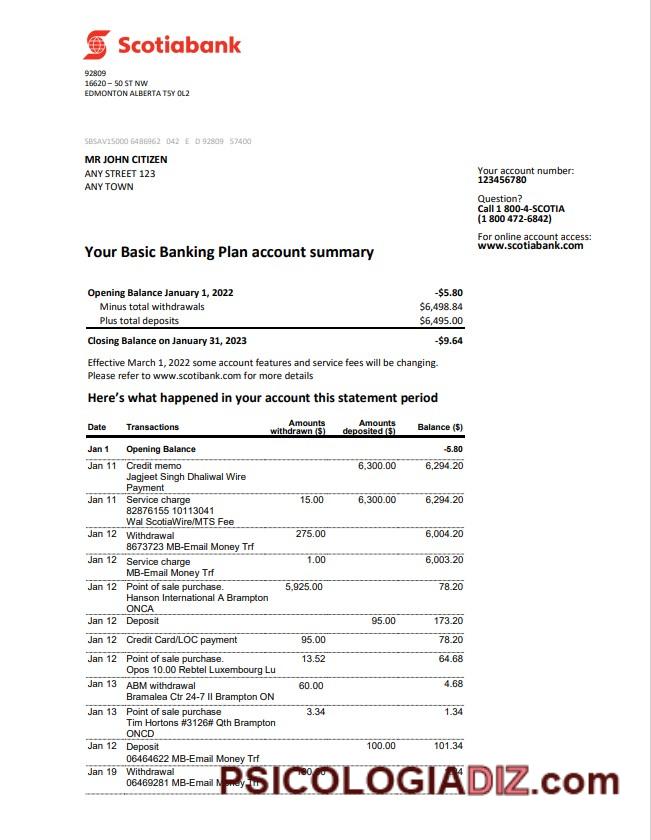 Scotiabank
92809
16620 – 50 ST NW
EDMONTON ALBERTA T5Y 0L2
SBSAV15000 6486962 042 E D 92809 57400
MR JOHN CITIZEN
ANY STREET 123
ANY TOWN
Your account number:
123456780
Question?
Call 1 800-4-SCOTIA
(1 800 472-6842)
For online account access:
www.scotiabank.com
Your Basic Banking Plan account summary
Opening Balance January 1, 2022 -$5.80
Minus total withdrawals $6,498.84
Plus total deposits $6,495.00
Closing Balance on January 31, 2023 -$9.64
Effective March 1, 2022 some account features and service fees will be changing.
Please refer to www.scotibank.com for more details
Here's what happened in your account this statement period
Date Transactions Amounts withdrawn ($) Amounts deposited ($) Balance ($)
Jan 1 Opening Balance -5.80
Jan 11 Credit memo 6,300.00 6,294.20
Jagjeet Singh Dhaliwal Wire
Payment
Jan 11 Service charge 15.00 6,300.00 6,294.20
82876155 10113041
Wal ScotiaWire/MTS Fee
Jan 12 Withdrawal 275.00 6,004.20
8673723 MB-Email Money Trf
Jan 12 Service charge 1.00 6,003.20
MB-Email Money Trf
Jan 12 Point of sale purchase. 5,925.00 78.20
Hanson International A Brampton
ONCA
Jan 12 Deposit 95.00 173.20
Jan 12 Credit Card/LOC payment 95.00 78.20
Jan 12 Point of sale purchase. 13.52 64.68
Opos 10.00 Rebtel Luxembourg Lu
Jan 13 ABM withdrawal 60.00 4.68
Bramalea Ctr 24-7 II Brampton ON
Jan 13 Point of sale purchase 3.34 1.34
Tim Hortons #3126# Qth Brampton
ONCD
Jan 12 Deposit 100.00 101.34
06464622 MB-Email Money Trf
Jan 19 Withdrawal
06469281 MB-Email Money Trf
PSICOLOGIADIZ.com